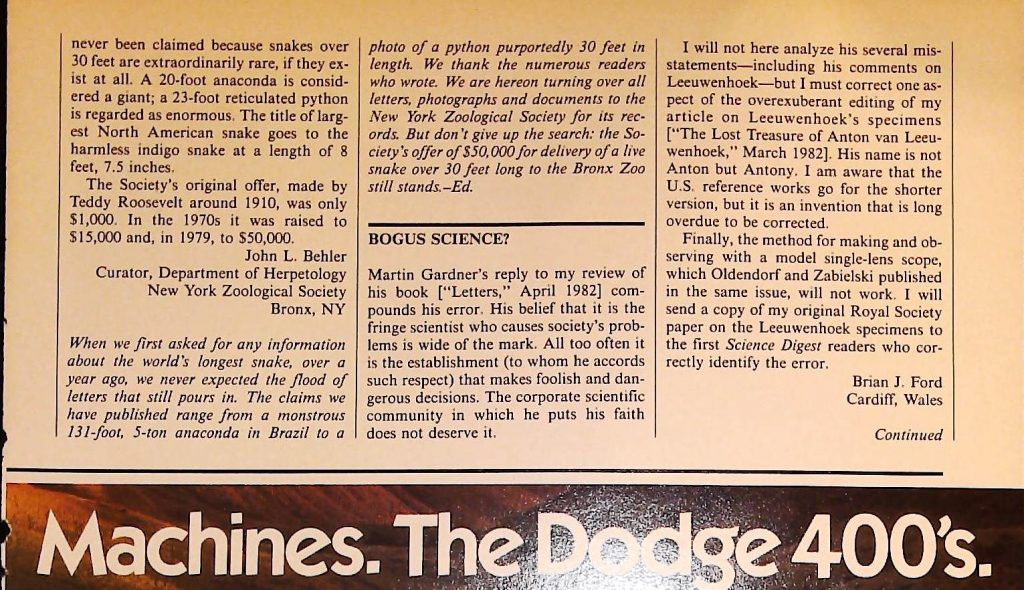 never been claimed because snakes over
30 feet are extraordinarily rare, if they ex-
ist at all. A 20-foot anaconda is consid-
ered a giant; a 23-foot reticulated python
is regarded as enormous. The title of larg-
est North American snake goes to the
harmless indigo snake at a length of 8
feet, 7.5 inches.
The Society's original offer, made by
Teddy Roosevelt around 1910, was only
$1,000. In the 1970s it was raised to
$15,000 and, in 1979, to $50,000.
John L. Behler
Curator, Department of Herpetology
New York Zoological Society
Bronx, NY
When we first asked for any information
about the world's longest snake, over a
year ago, we never expected the flood of
letters that still pours in. The claims we
have published range from a monstrous
131-foot, 5-ton anaconda in Brazil to a
photo of a python purportedly 30 feet in
length. We thank the numerous readers
who wrote. We are hereon turning over all
letters, photographs and documents to the
New York Zoological Society for its rec-
ords. But don't give up the search: the So-
ciety's offer of $50,000 for delivery of a live
snake over 30 feet long to the Bronx Zoo
still stands.–Ed.
BOGUS SCIENCE?
Martin Gardner's reply to my review of
his book ["Letters," April 1982] com-
pounds his error. His belief that it is the
fringe scientist who causes society's prob-
lems is wide of the mark. All too often it
is the establishment (to whom he accords
such respect) that makes foolish and dan-
gerous decisions. The corporate scientific
community in which he puts his faith
does not deserve it.
I will not here analyze his several mis-
statements—including his comments on
Leeuwenhoek—but I must correct one as-
pect of the overexuberant editing of my
article on Leeuwenhoek's specimens
["The Lost Treasure of Anton van Leeu-
wenhoek," March 1982]. His name is not
Anton but Antony. I am aware that the
U.S. reference works go for the shorter
version, but it is an invention that is long
overdue to be corrected.
Finally, the method for making and ob-
serving with a model single-lens scope,
which Oldendorf and Zabielski published
in the same issue, will not work. I will
send a copy of my original Royal Society
paper on the Leeuwenhoek specimens to
the first Science Digest readers who cor-
rectly identify the error.
Brian J. Ford
Cardiff, Wales
Continued
Machines. The Dodge 400's.